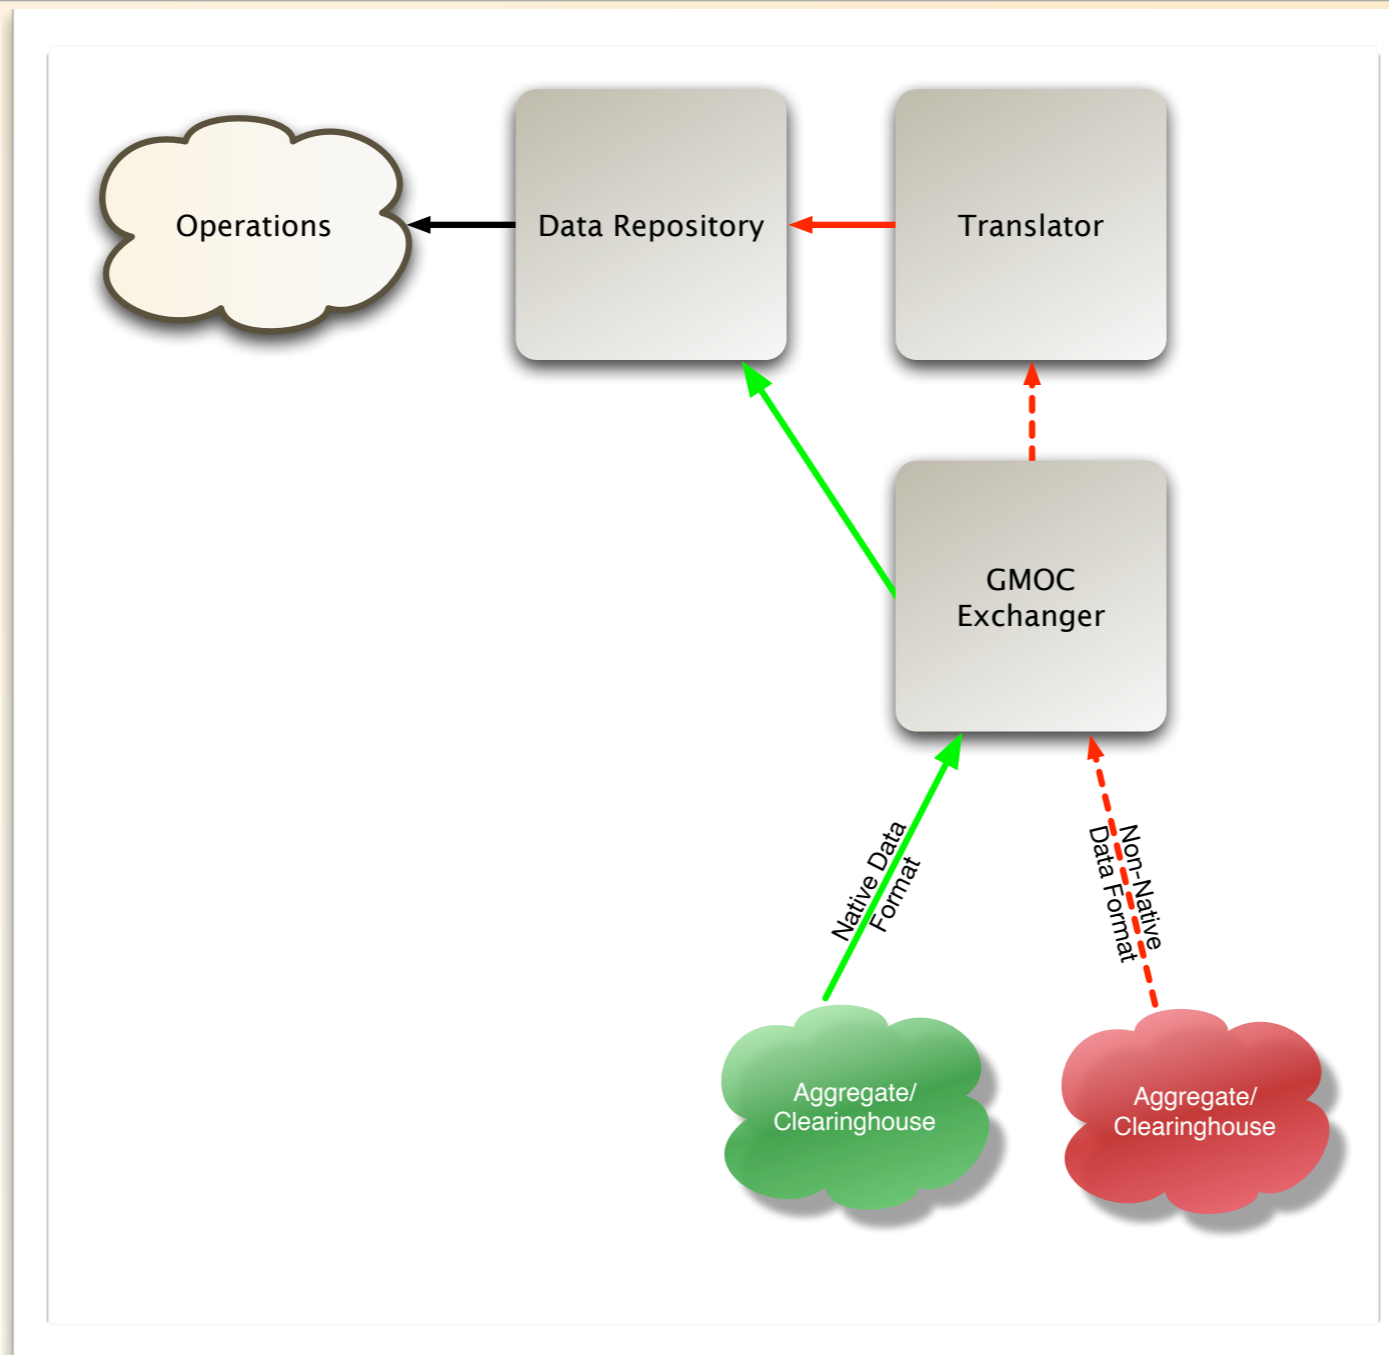 Operations
Data Repository
Translator
GMOC
Exchanger
Native Data
Format
Non-Native
Data Format
Aggregate/
Clearinghouse
Aggregate/
Clearinghouse